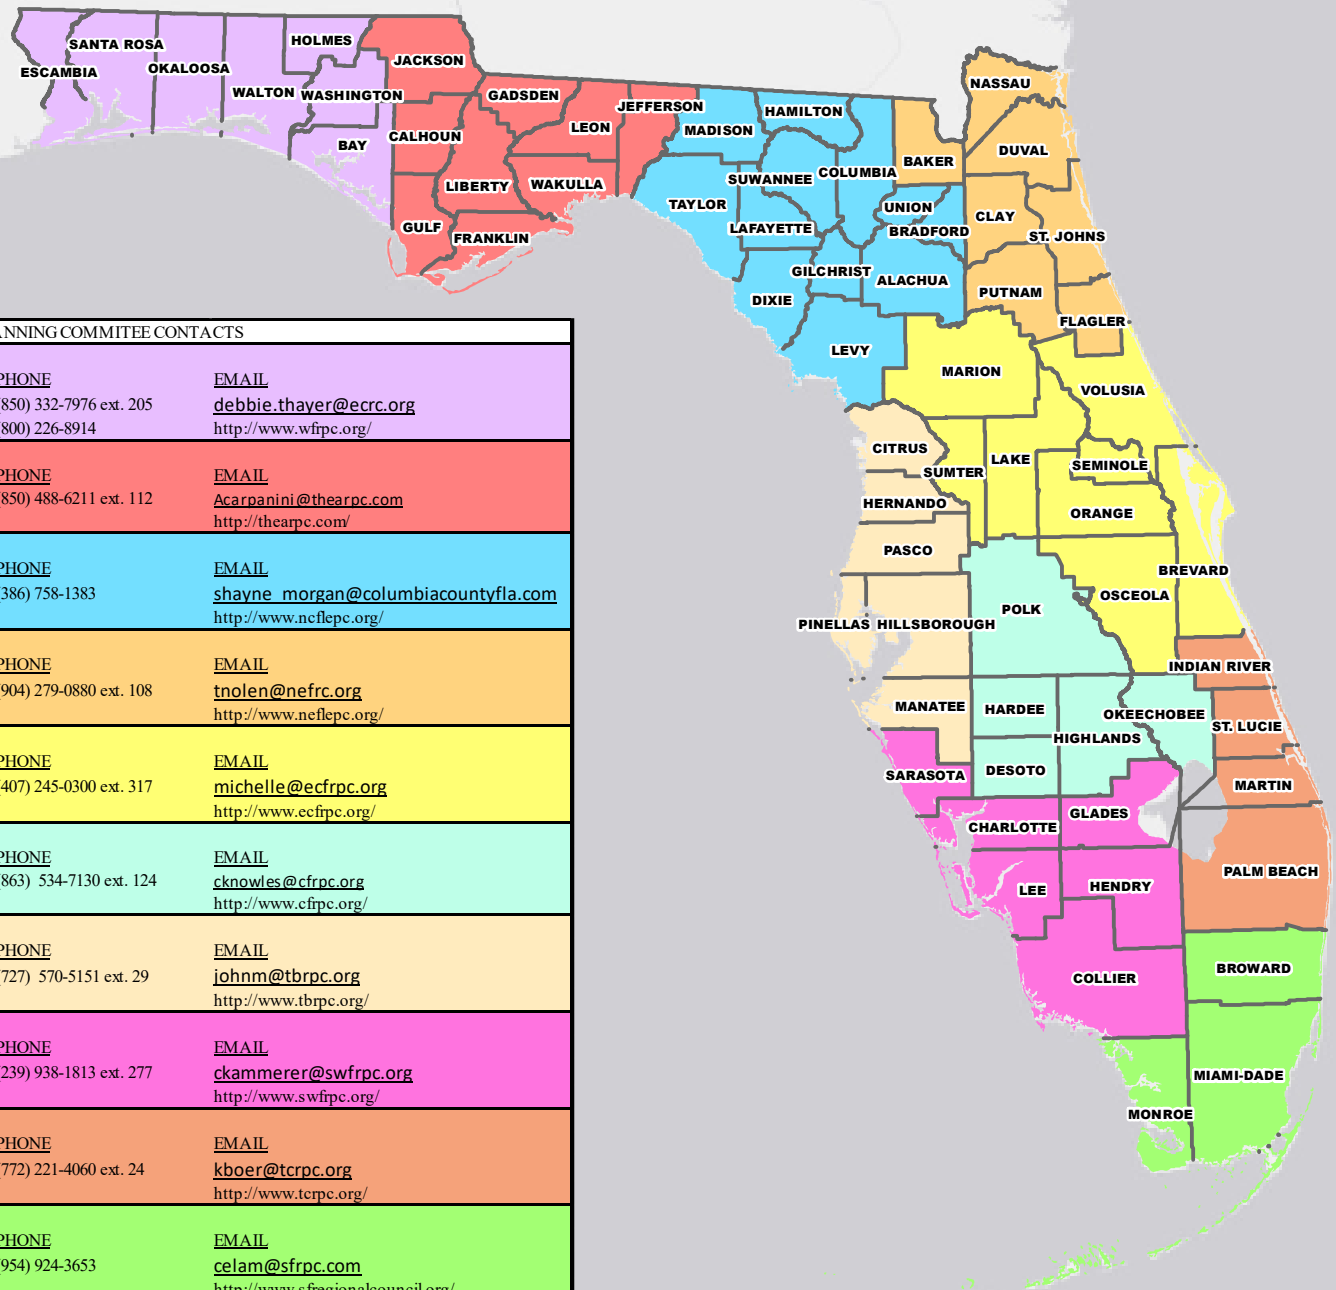 SANTA ROSA
ESCAMBIA
OKALOOSA
HOLMES
WALTON
WASHINGTON
BAY
JACKSON
CALHOUN
GADSDEN
LEON
JEFFERSON
LIBERTY
WAKULLA
GULF
FRANKLIN
MADISON
HAMILTON
SUWANNEE
COLUMBIA
TAYLOR
LAFAYETTE
UNION
BRADFORD
GILCHRIST
ALACHUA
DIXIE
LEVY
NASSAU
BAKER
DUVAL
CLAY
ST. JOHNS
PUTNAM
FLAGLER
MARION
VOLUSIA
CITRUS
SUMTER
LAKE
SEMINOLE
HERNANDO
ORANGE
PASCO
BREVARD
OSCEOLA
POLK
PINELLAS
HILLSBOROUGH
INDIAN RIVER
MANATEE
HARDEE
OKEECHOBEE
ST. LUCIE
HIGHLANDS
SARASOTA
DESOTO
MARTIN
CHARLOTTE
GLADES
PALM BEACH
LEE
HENDRY
COLLIER
BROWARD
MIAMI-DADE
MONROE
ANNING COMMITEE CONTACTS
PHONE EMAIL
(850) 332-7976 ext. 205 debbie.thayer@ecrc.org
(800) 226-8914 http://www.wfrpc.org/
PHONE EMAIL
(850) 488-6211 ext. 112 Acarpanini@thearpc.com
http://thearpc.com/
PHONE EMAIL
(386) 758-1383 shayne_morgan@columbiacountyfla.com
http://www.ncflepc.org/
PHONE EMAIL
(904) 279-0880 ext. 108 tnolen@nefrc.org
http://www.neflepc.org/
PHONE EMAIL
(407) 245-0300 ext. 317 michelle@ecfrpc.org
http://www.ecfrpc.org/
PHONE EMAIL
(863) 534-7130 ext. 124 cknowles@cfrpc.org
http://www.cfrpc.org/
PHONE EMAIL
(727) 570-5151 ext. 29 johnm@tbrpc.org
http://www.tbrpc.org/
PHONE EMAIL
(239) 938-1813 ext. 277 ckammerer@swfrpc.org
http://www.swfrpc.org/
PHONE EMAIL
(772) 221-4060 ext. 24 kboer@tcrpc.org
http://www.tcrpc.org/
PHONE EMAIL
(954) 924-3653 celam@sfrpc.com
http://www.sfregionalcouncil.org/